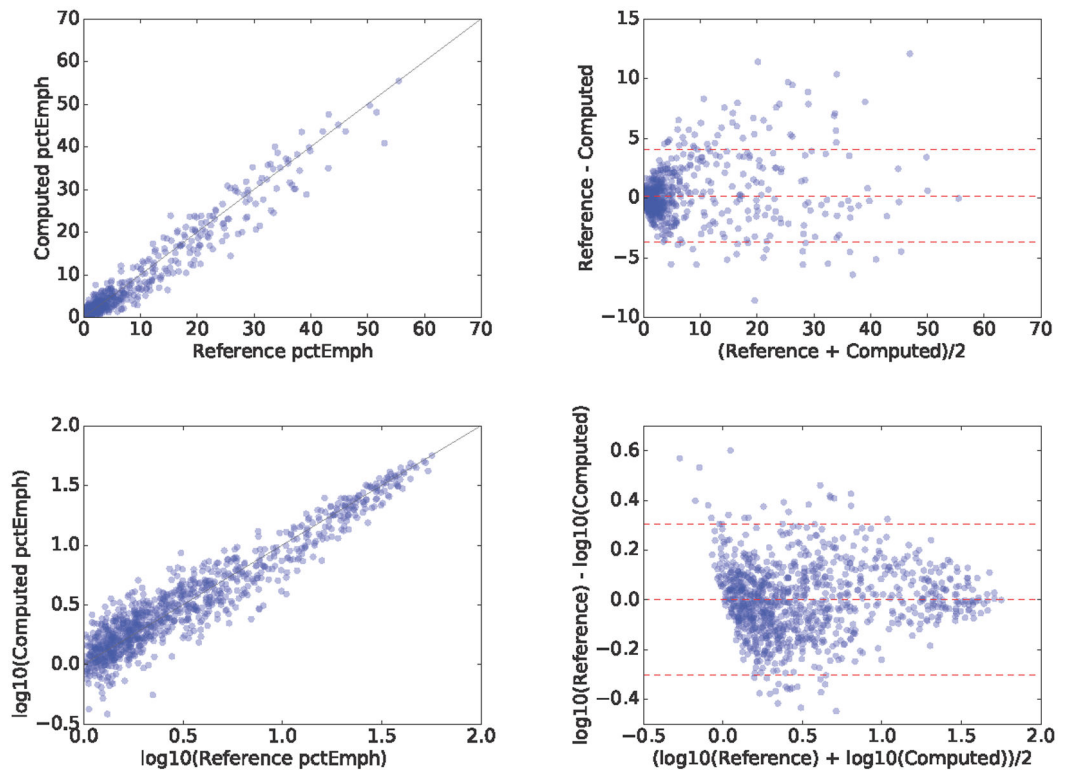 70
60
50
40
30
20
10
0
Computed pctEmph
0 10 20 30 40 50 60 70
Reference pctEmph
15
10
5
0
−5
−10
Reference - Computed
0 10 20 30 40 50 60 70
(Reference + Computed)/2
2.0
1.5
1.0
0.5
0.0
−0.5
log10(Computed pctEmph)
0.0 0.5 1.0 1.5 2.0
log10(Reference pctEmph)
0.6
0.4
0.2
0.0
−0.2
−0.4
log10(Reference) - log10(Computed)
−0.5 0.0 0.5 1.0 1.5 2.0
(log10(Reference) + log10(Computed))/2